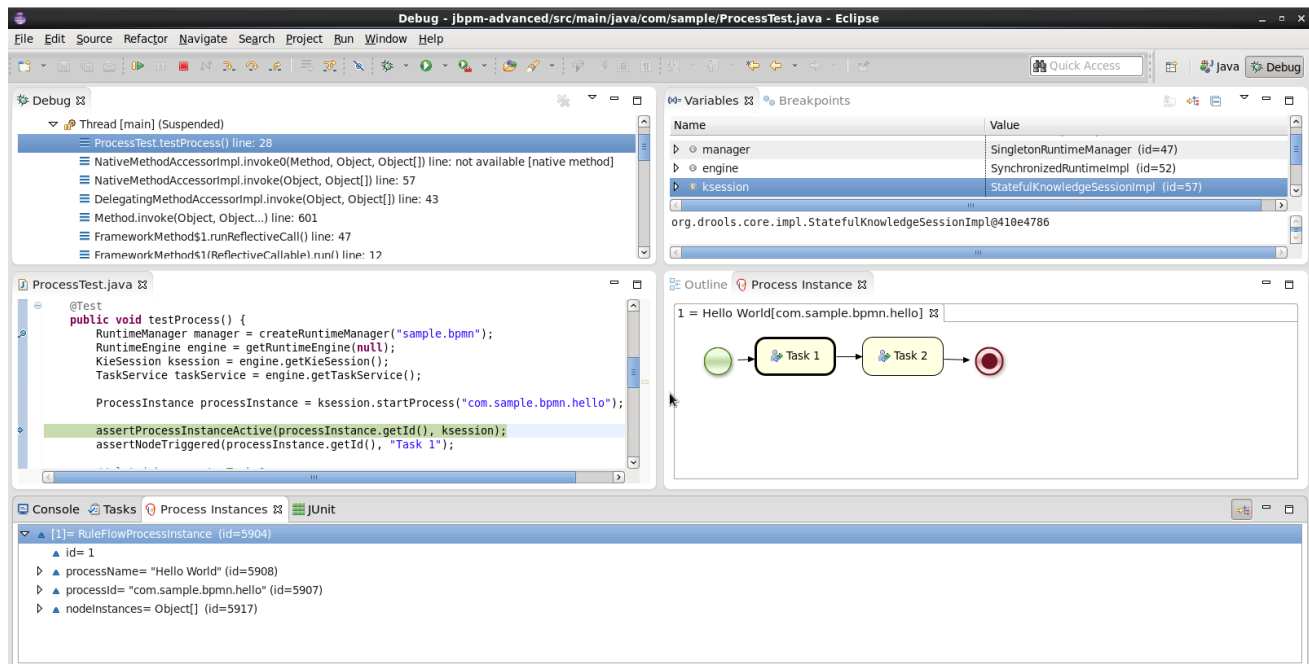 Debug - jbpm-advanced/src/main/java/com/sample/ProcessTest.java - Eclipse
File Edit Source Refactor Navigate Search Project Run Window Help
Quick Access
Java
Debug
Debug
Thread [main] (Suspended)
ProcessTest.testProcess() line: 28
NativeMethodAccessorImpl.invoke0(Method, Object, Object[]) line: not available [native method]
NativeMethodAccessorImpl.invoke(Object, Object[]) line: 57
DelegatingMethodAccessorImpl.invoke(Object, Object[]) line: 43
Method.invoke(Object, Object...) line: 601
FrameworkMethod$1.runReflectiveCall() line: 47
FrameworkMethod$1(ReflectiveCallable).run() line: 12
Variables Breakpoints
Name Value
manager SingletonRuntimeManager (id=47)
engine SynchronizedRuntimeImpl (id=52)
ksession StatefulKnowledgeSessionImpl (id=57)
org.drools.core.impl.StatefulKnowledgeSessionImpl@410e4786
ProcessTest.java
@Test
public void testProcess() {
RuntimeManager manager = createRuntimeManager("sample.bpmn");
RuntimeEngine engine = getRuntimeEngine(null);
KieSession ksession = engine.getKieSession();
TaskService taskService = engine.getTaskService();
ProcessInstance processInstance = ksession.startProcess("com.sample.bpmn.hello");
assertProcessInstanceActive(processInstance.getId(), ksession);
assertNodeTriggered(processInstance.getId(), "Task 1");
Outline Process Instance
1 = Hello World[com.sample.bpmn.hello]
Task 1
Task 2
Console Tasks Process Instances JUnit
[1]= RuleFlowProcessInstance (id=5904)
id= 1
processName= "Hello World" (id=5908)
processId= "com.sample.bpmn.hello" (id=5907)
nodeInstances= Object[] (id=5917)